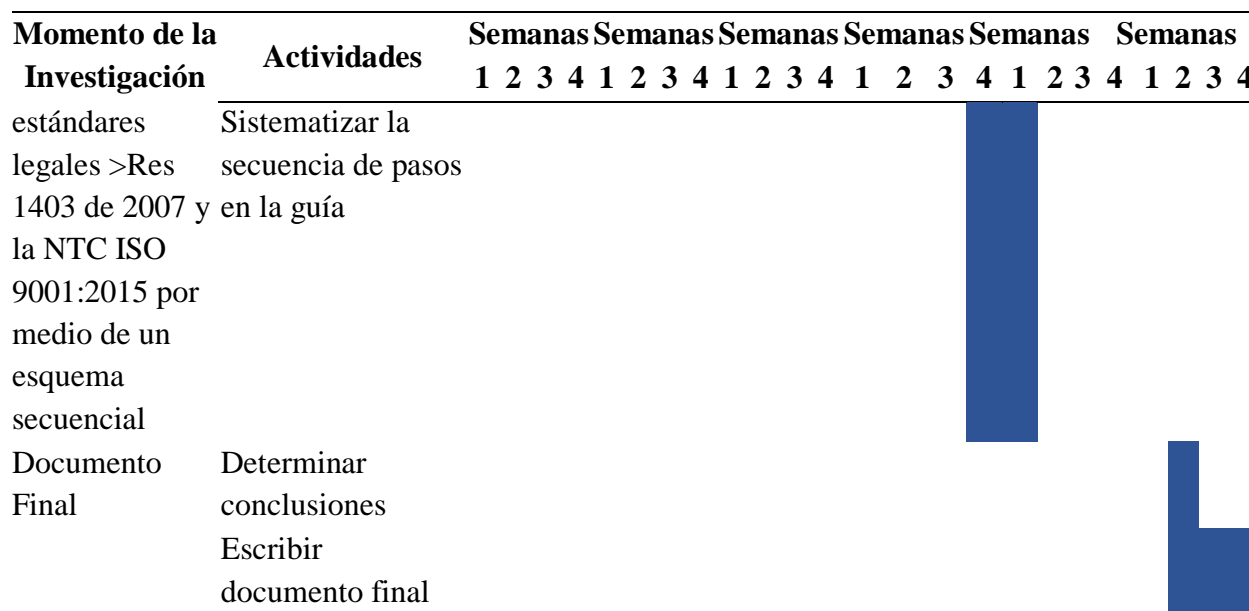 Momento de la Investigación Actividades Semanas Semanas Semanas Semanas Semanas Semanas
1 2 3 4 1 2 3 4 1 2 3 4 1 2 3 4 1 2 3 4 1 2 3 4
estándares Sistematizar la
legales >Res secuencia de pasos
1403 de 2007 y en la guía
la NTC ISO
9001:2015 por
medio de un
esquema
secuencial
Documento Determinar
Final conclusiones
Escribir
documento final